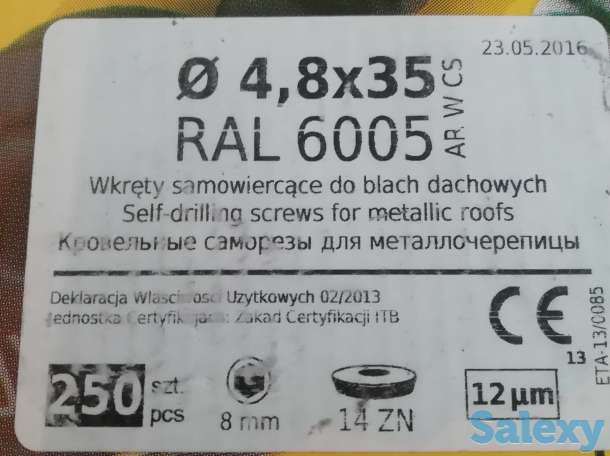 23.05.2016
Ø 4,8x35
RAL 6005
AR W CS
Wkręty samowiercące do blach dachowych
Self-drilling screws for metallic roofs
Кровельные саморезы для металлочерепицы
Deklaracja Właściwości Użytkowych 02/2013
Jednostka Certyfikująca: Zakład Certyfikacji ITB
CE
13
ETA-13/0085
250 szt.
pcs
8 mm
14 ZN
12 µm
Salexy